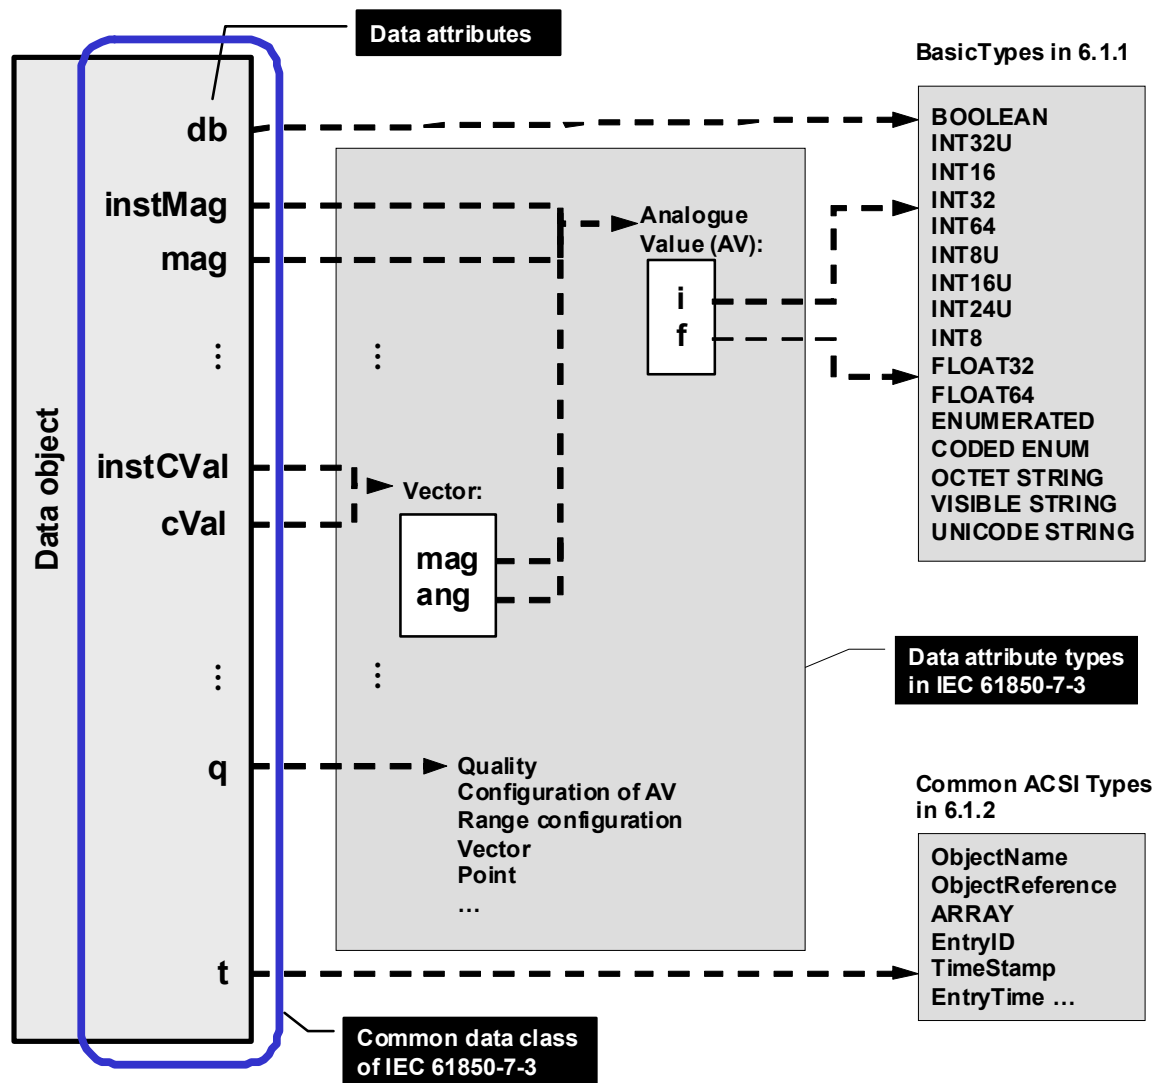 Data attributes
BasicTypes in 6.1.1
Data object
db
instMag
mag
⋮
instCVal
cVal
⋮
q
t
⋮
Analogue
Value (AV):
i
f
Vector:
mag
ang
⋮
Quality
Configuration of AV
Range configuration
Vector
Point
…
BOOLEAN
INT32U
INT16
INT32
INT64
INT8U
INT16U
INT24U
INT8
FLOAT32
FLOAT64
ENUMERATED
CODED ENUM
OCTET STRING
VISIBLE STRING
UNICODE STRING
Data attribute types
in IEC 61850-7-3
Common ACSI Types
in 6.1.2
ObjectName
ObjectReference
ARRAY
EntryID
TimeStamp
EntryTime …
Common data class
of IEC 61850-7-3